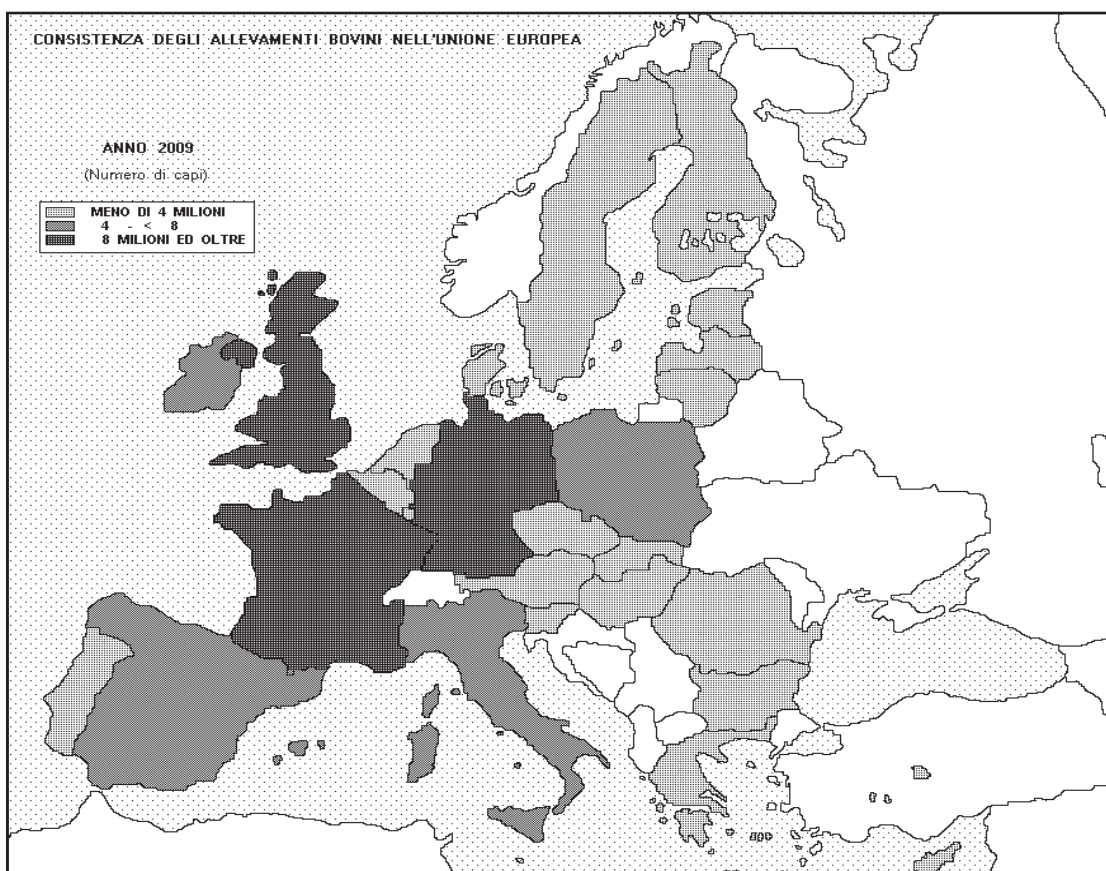 CONSISTENZA DEGLI ALLEVAMENTI BOVINI NELL'UNIONE EUROPEA
ANNO 2009
(Numero di capi)
MENO DI 4 MILIONI
4 - < 8
8 MILIONI ED OLTRE